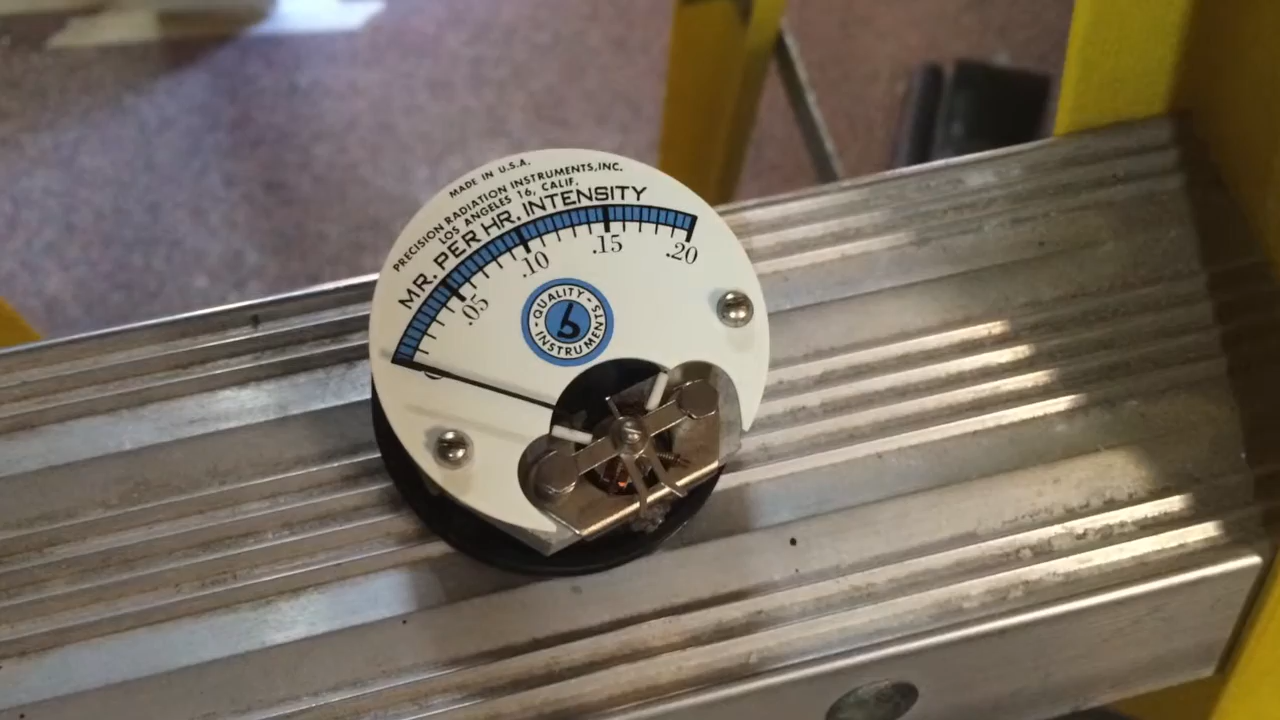 MADE IN U.S.A.
PRECISION RADIATION INSTRUMENTS, INC.
LOS ANGELES 16, CALIF.
MR. PER HR. INTENSITY
0 .05 .10 .15 .20
QUALITY
INSTRUMENTS